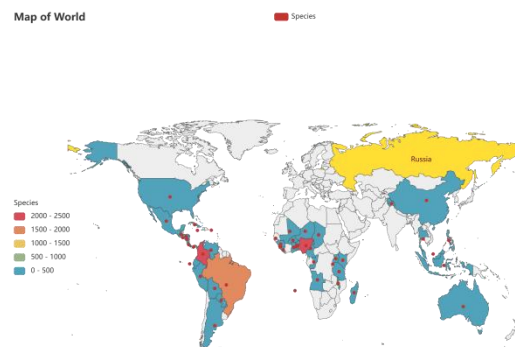 Map of World
Species
Russia
Species
2000 - 2500
1500 - 2000
1000 - 1500
500 - 1000
0 - 500